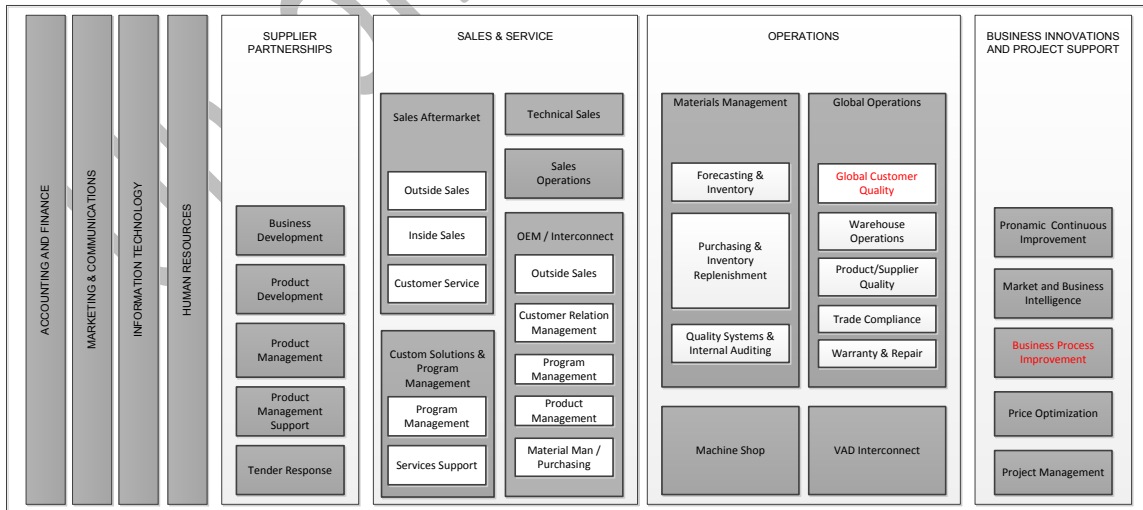 ACCOUNTING AND FINANCE
MARKETING & COMMUNICATIONS
INFORMATION TECHNOLOGY
HUMAN RESOURCES
SUPPLIER
PARTNERSHIPS
Business
Development
Product
Development
Product
Management
Product
Management
Support
Tender Response
SALES & SERVICE
Sales Aftermarket
Outside Sales
Inside Sales
Customer Service
Custom Solutions &
Program
Management
Program
Management
Services Support
Technical Sales
Sales
Operations
OEM / Interconnect
Outside Sales
Customer Relation
Management
Program
Management
Product
Management
Material Man /
Purchasing
OPERATIONS
Materials Management
Forecasting &
Inventory
Purchasing &
Inventory
Replenishment
Quality Systems &
Internal Auditing
Global Operations
Global Customer
Quality
Warehouse
Operations
Product/Supplier
Quality
Trade Compliance
Warranty & Repair
Machine Shop
VAD Interconnect
BUSINESS INNOVATIONS
AND PROJECT SUPPORT
Pronamic Continuous
Improvement
Market and Business
Intelligence
Business Process
Improvement
Price Optimization
Project Management